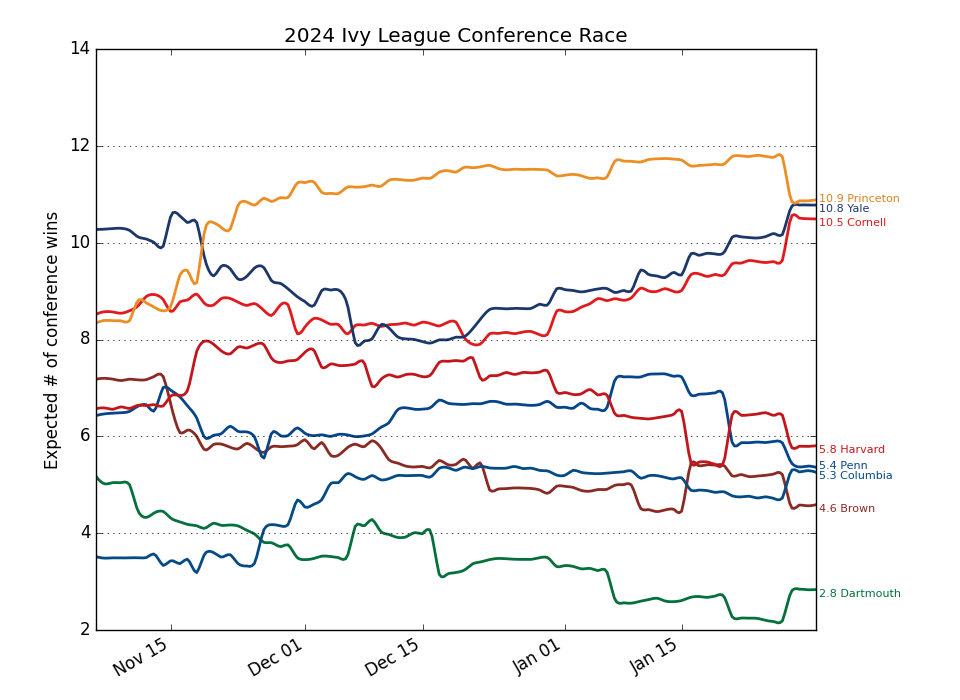 2024 Ivy League Conference Race
Expected # of conference wins
14
12
10
8
6
4
2
Nov 15
Dec 01
Dec 15
Jan 01
Jan 15
10.9 Princeton
10.8 Yale
10.5 Cornell
5.8 Harvard
5.4 Penn
5.3 Columbia
4.6 Brown
2.8 Dartmouth